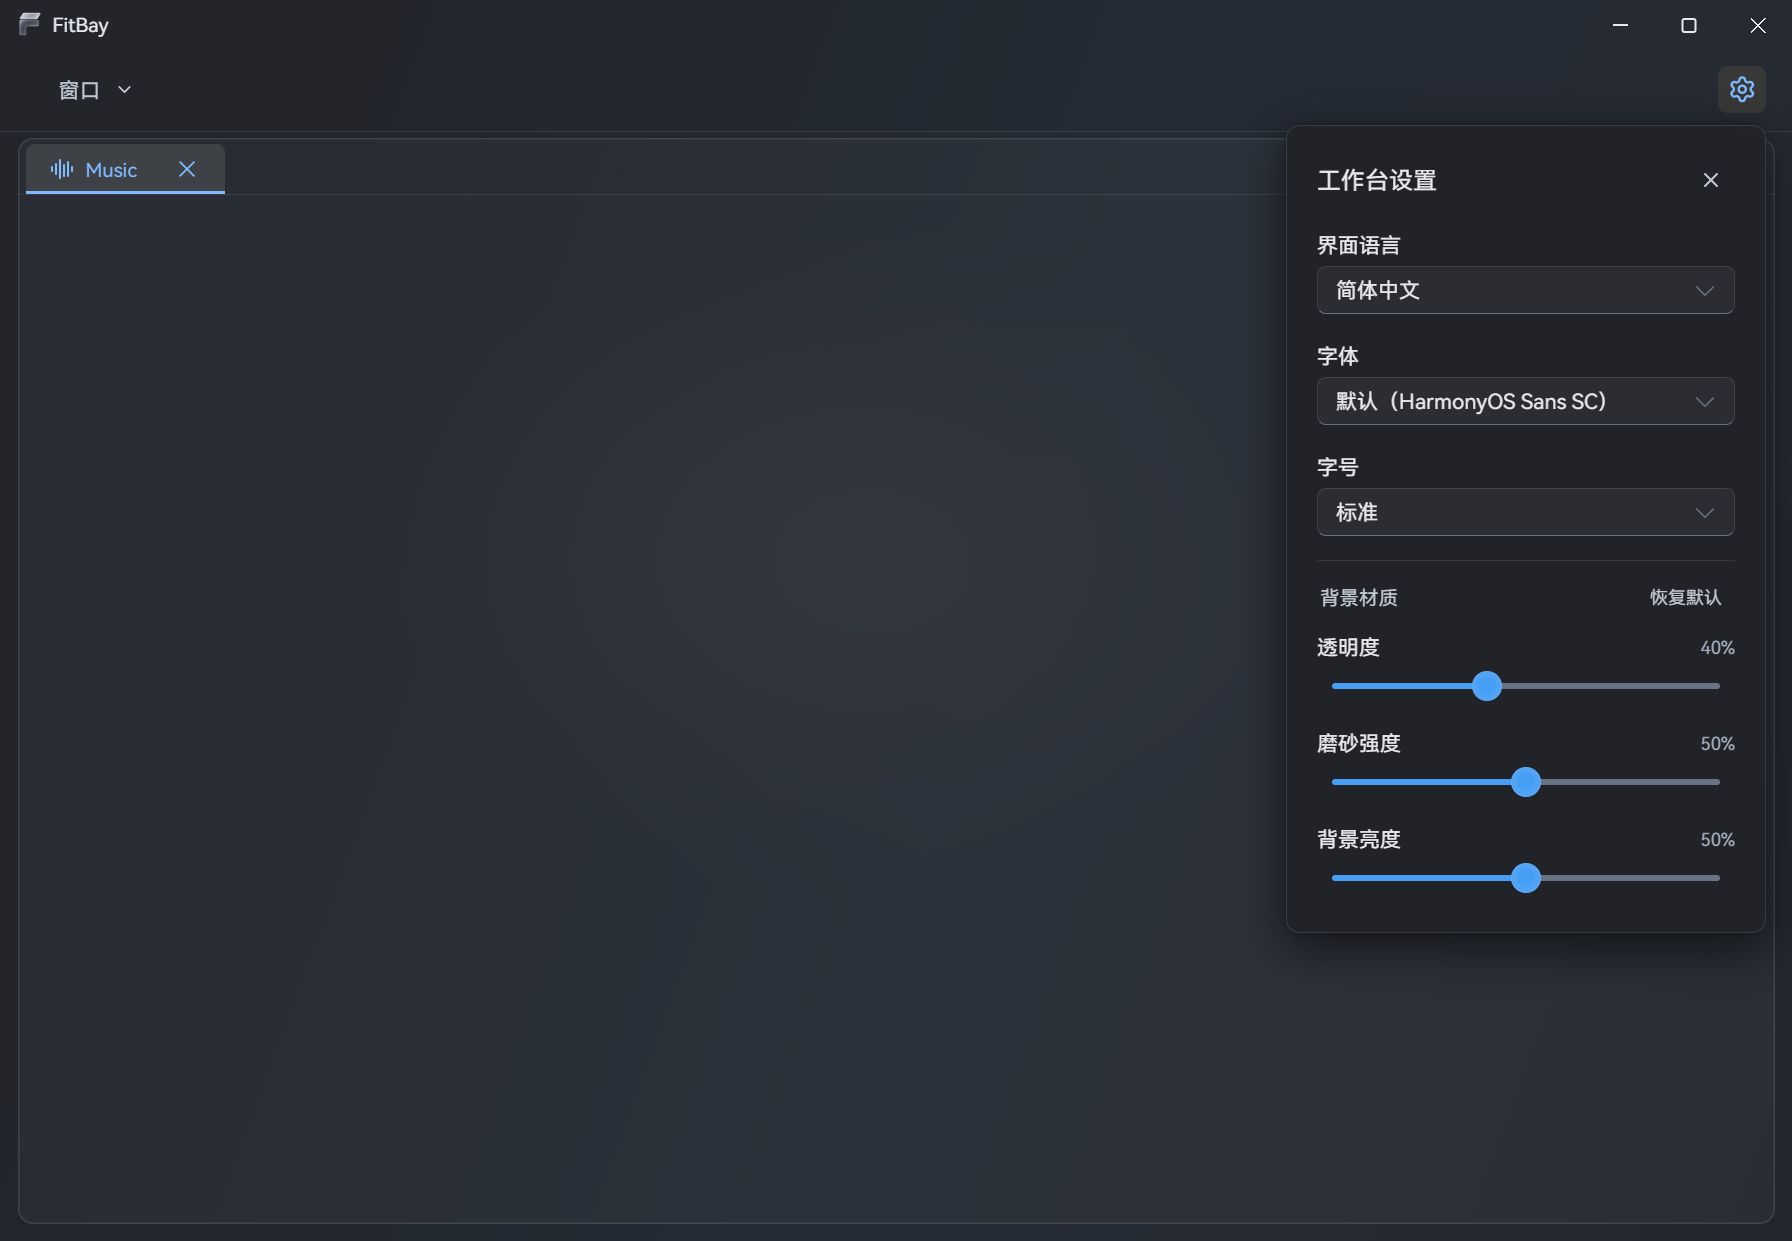 FitBay
窗口
Music
工作台设置
界面语言
简体中文
字体
默认（HarmonyOS Sans SC）
字号
标准
背景材质 恢复默认
透明度 40%
磨砂强度 50%
背景亮度 50%